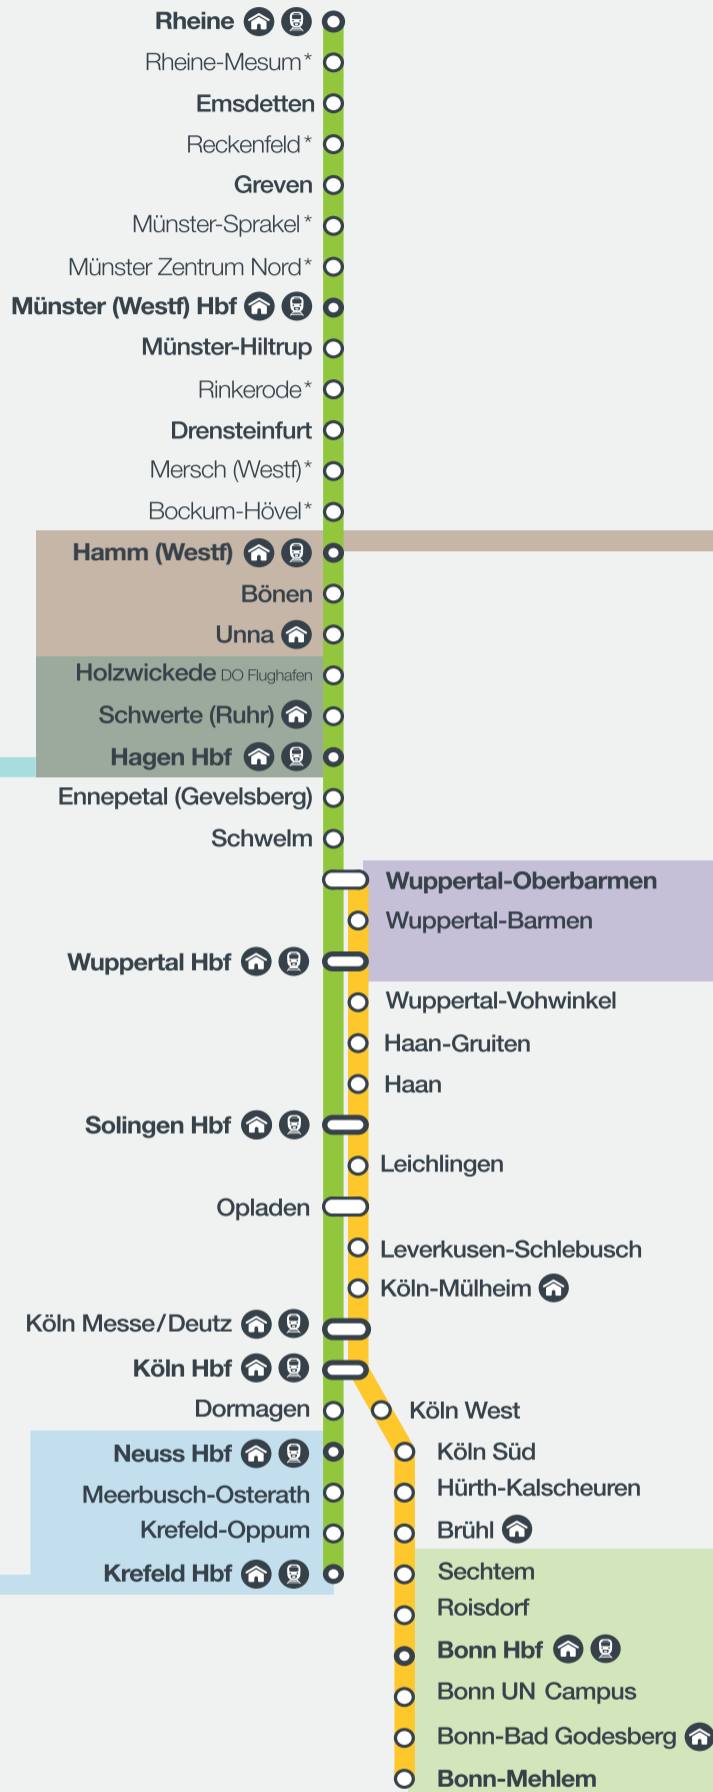 Rheine
Rheine-Mesum*
Emsdetten
Reckenfeld*
Greven
Münster-Sprakel*
Münster Zentrum Nord*
Münster (Westf) Hbf
Münster-Hiltrup
Rinkerode*
Drensteinfurt
Mersch (Westf)*
Bockum-Hövel*
Hamm (Westf)
Bönen
Unna
Holzwickede DO Flughafen
Schwerte (Ruhr)
Hagen Hbf
Ennepetal (Gevelsberg)
Schwelm
Wuppertal-Oberbarmen
Wuppertal-Barmen
Wuppertal Hbf
Wuppertal-Vohwinkel
Haan-Gruiten
Haan
Solingen Hbf
Leichlingen
Opladen
Leverkusen-Schlebusch
Köln-Mülheim
Köln Messe/Deutz
Köln Hbf
Dormagen
Köln West
Neuss Hbf
Köln Süd
Meerbusch-Osterath
Hürth-Kalscheuren
Krefeld-Oppum
Brühl
Krefeld Hbf
Sechtem
Roisdorf
Bonn Hbf
Bonn UN Campus
Bonn-Bad Godesberg
Bonn-Mehlem